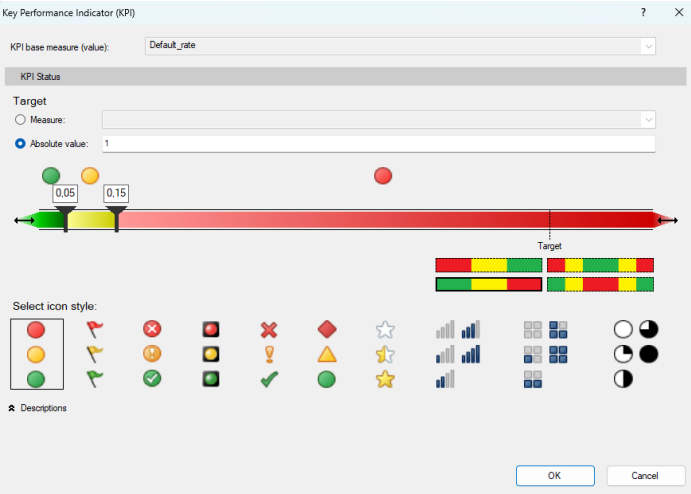 Key Performance Indicator (KPI)
? ✕
KPI base measure (value): Default_rate
KPI Status
Target
Measure:
Absolute value: 1
0,05 0,15
Target
Select icon style:
Descriptions
OK Cancel